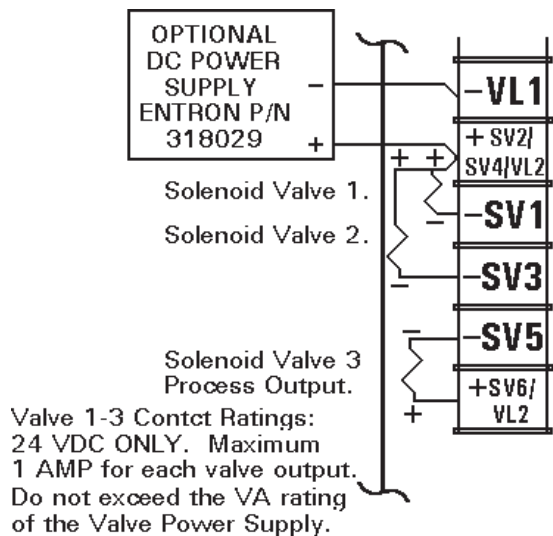 OPTIONAL
DC POWER
SUPPLY
ENTRON P/N
318029
-
+
-VL1
+ SV2/
SV4/VL2
+ +
Solenoid Valve 1.
-
-SV1
Solenoid Valve 2.
-
-SV3
-
-SV5
Solenoid Valve 3
Process Output.
+
+SV6/
VL2
Valve 1-3 Contct Ratings:
24 VDC ONLY. Maximum
1 AMP for each valve output.
Do not exceed the VA rating
of the Valve Power Supply.